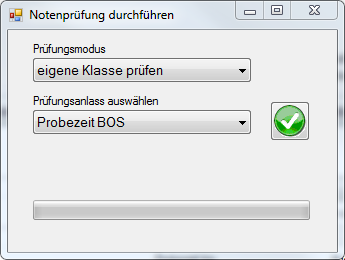 Notenprüfung durchführen
Prüfungsmodus
eigene Klasse prüfen
Prüfungsanlass auswählen
Probezeit BOS